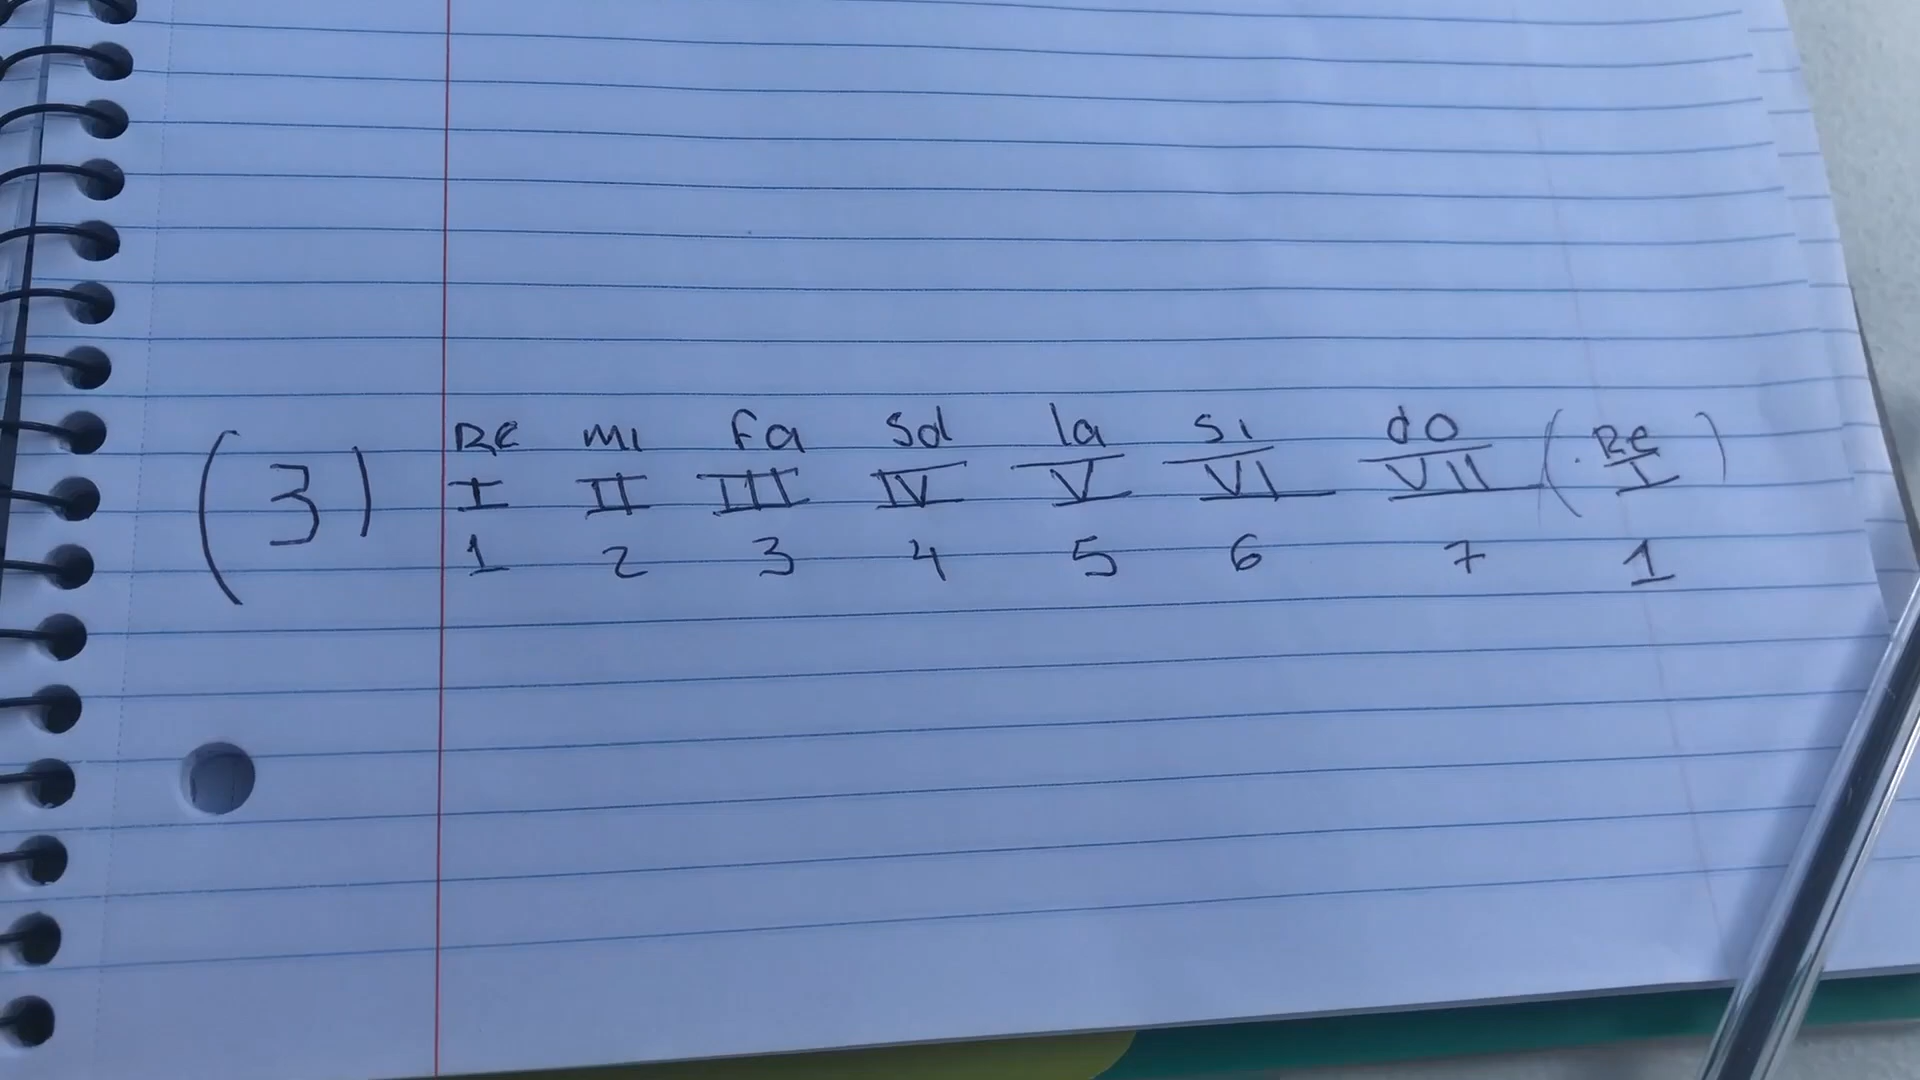 (3) Re mi fa sol la si do (Re
I II III IV V VI VII I)
1 2 3 4 5 6 7 1